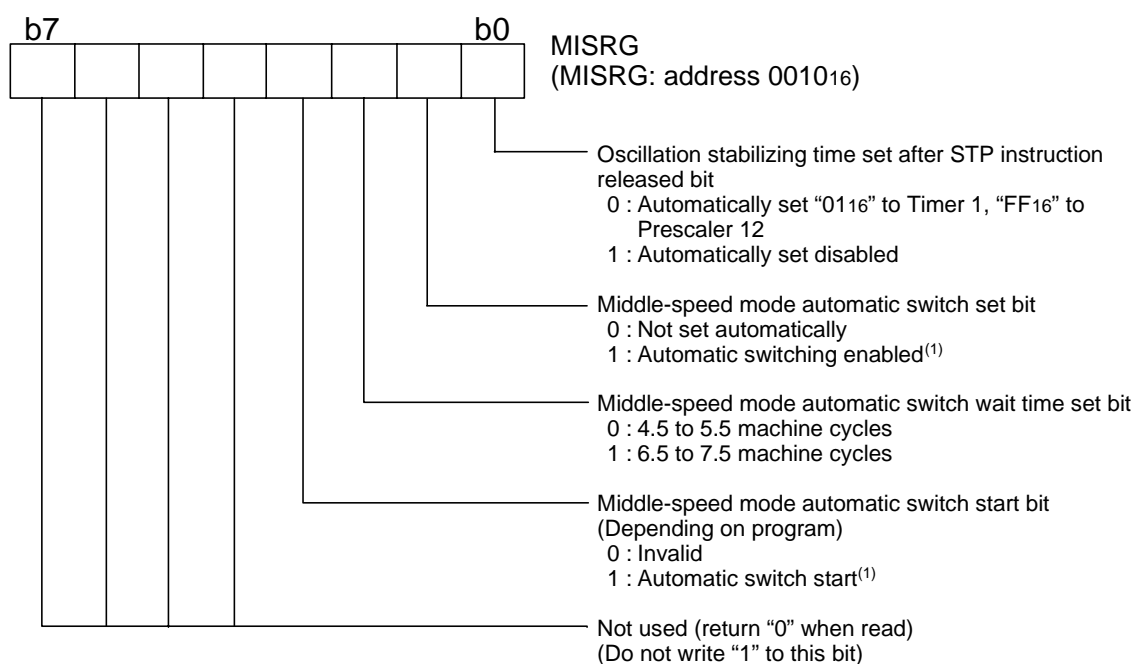 b7 b0
MISRG
(MISRG: address 001016)
Oscillation stabilizing time set after STP instruction
released bit
0 : Automatically set “0116” to Timer 1, “FF16” to
Prescaler 12
1 : Automatically set disabled
Middle-speed mode automatic switch set bit
0 : Not set automatically
1 : Automatic switching enabled(1)
Middle-speed mode automatic switch wait time set bit
0 : 4.5 to 5.5 machine cycles
1 : 6.5 to 7.5 machine cycles
Middle-speed mode automatic switch start bit
(Depending on program)
0 : Invalid
1 : Automatic switch start(1)
Not used (return “0” when read)
(Do not write “1” to this bit)